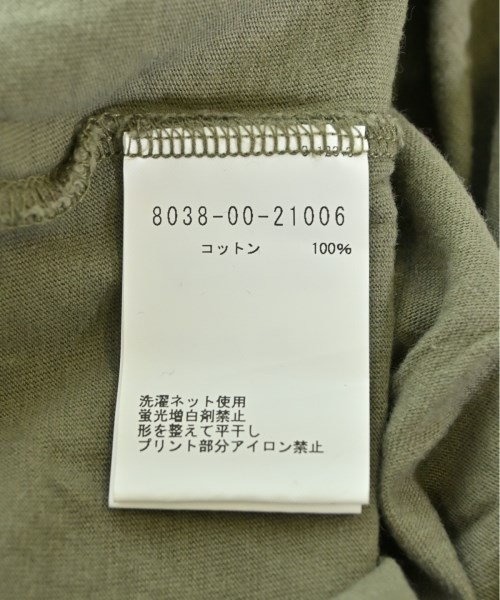 8038-00-21006
コットン 100%
洗濯ネット使用
蛍光増白剤禁止
形を整えて平干し
プリント部分アイロン禁止